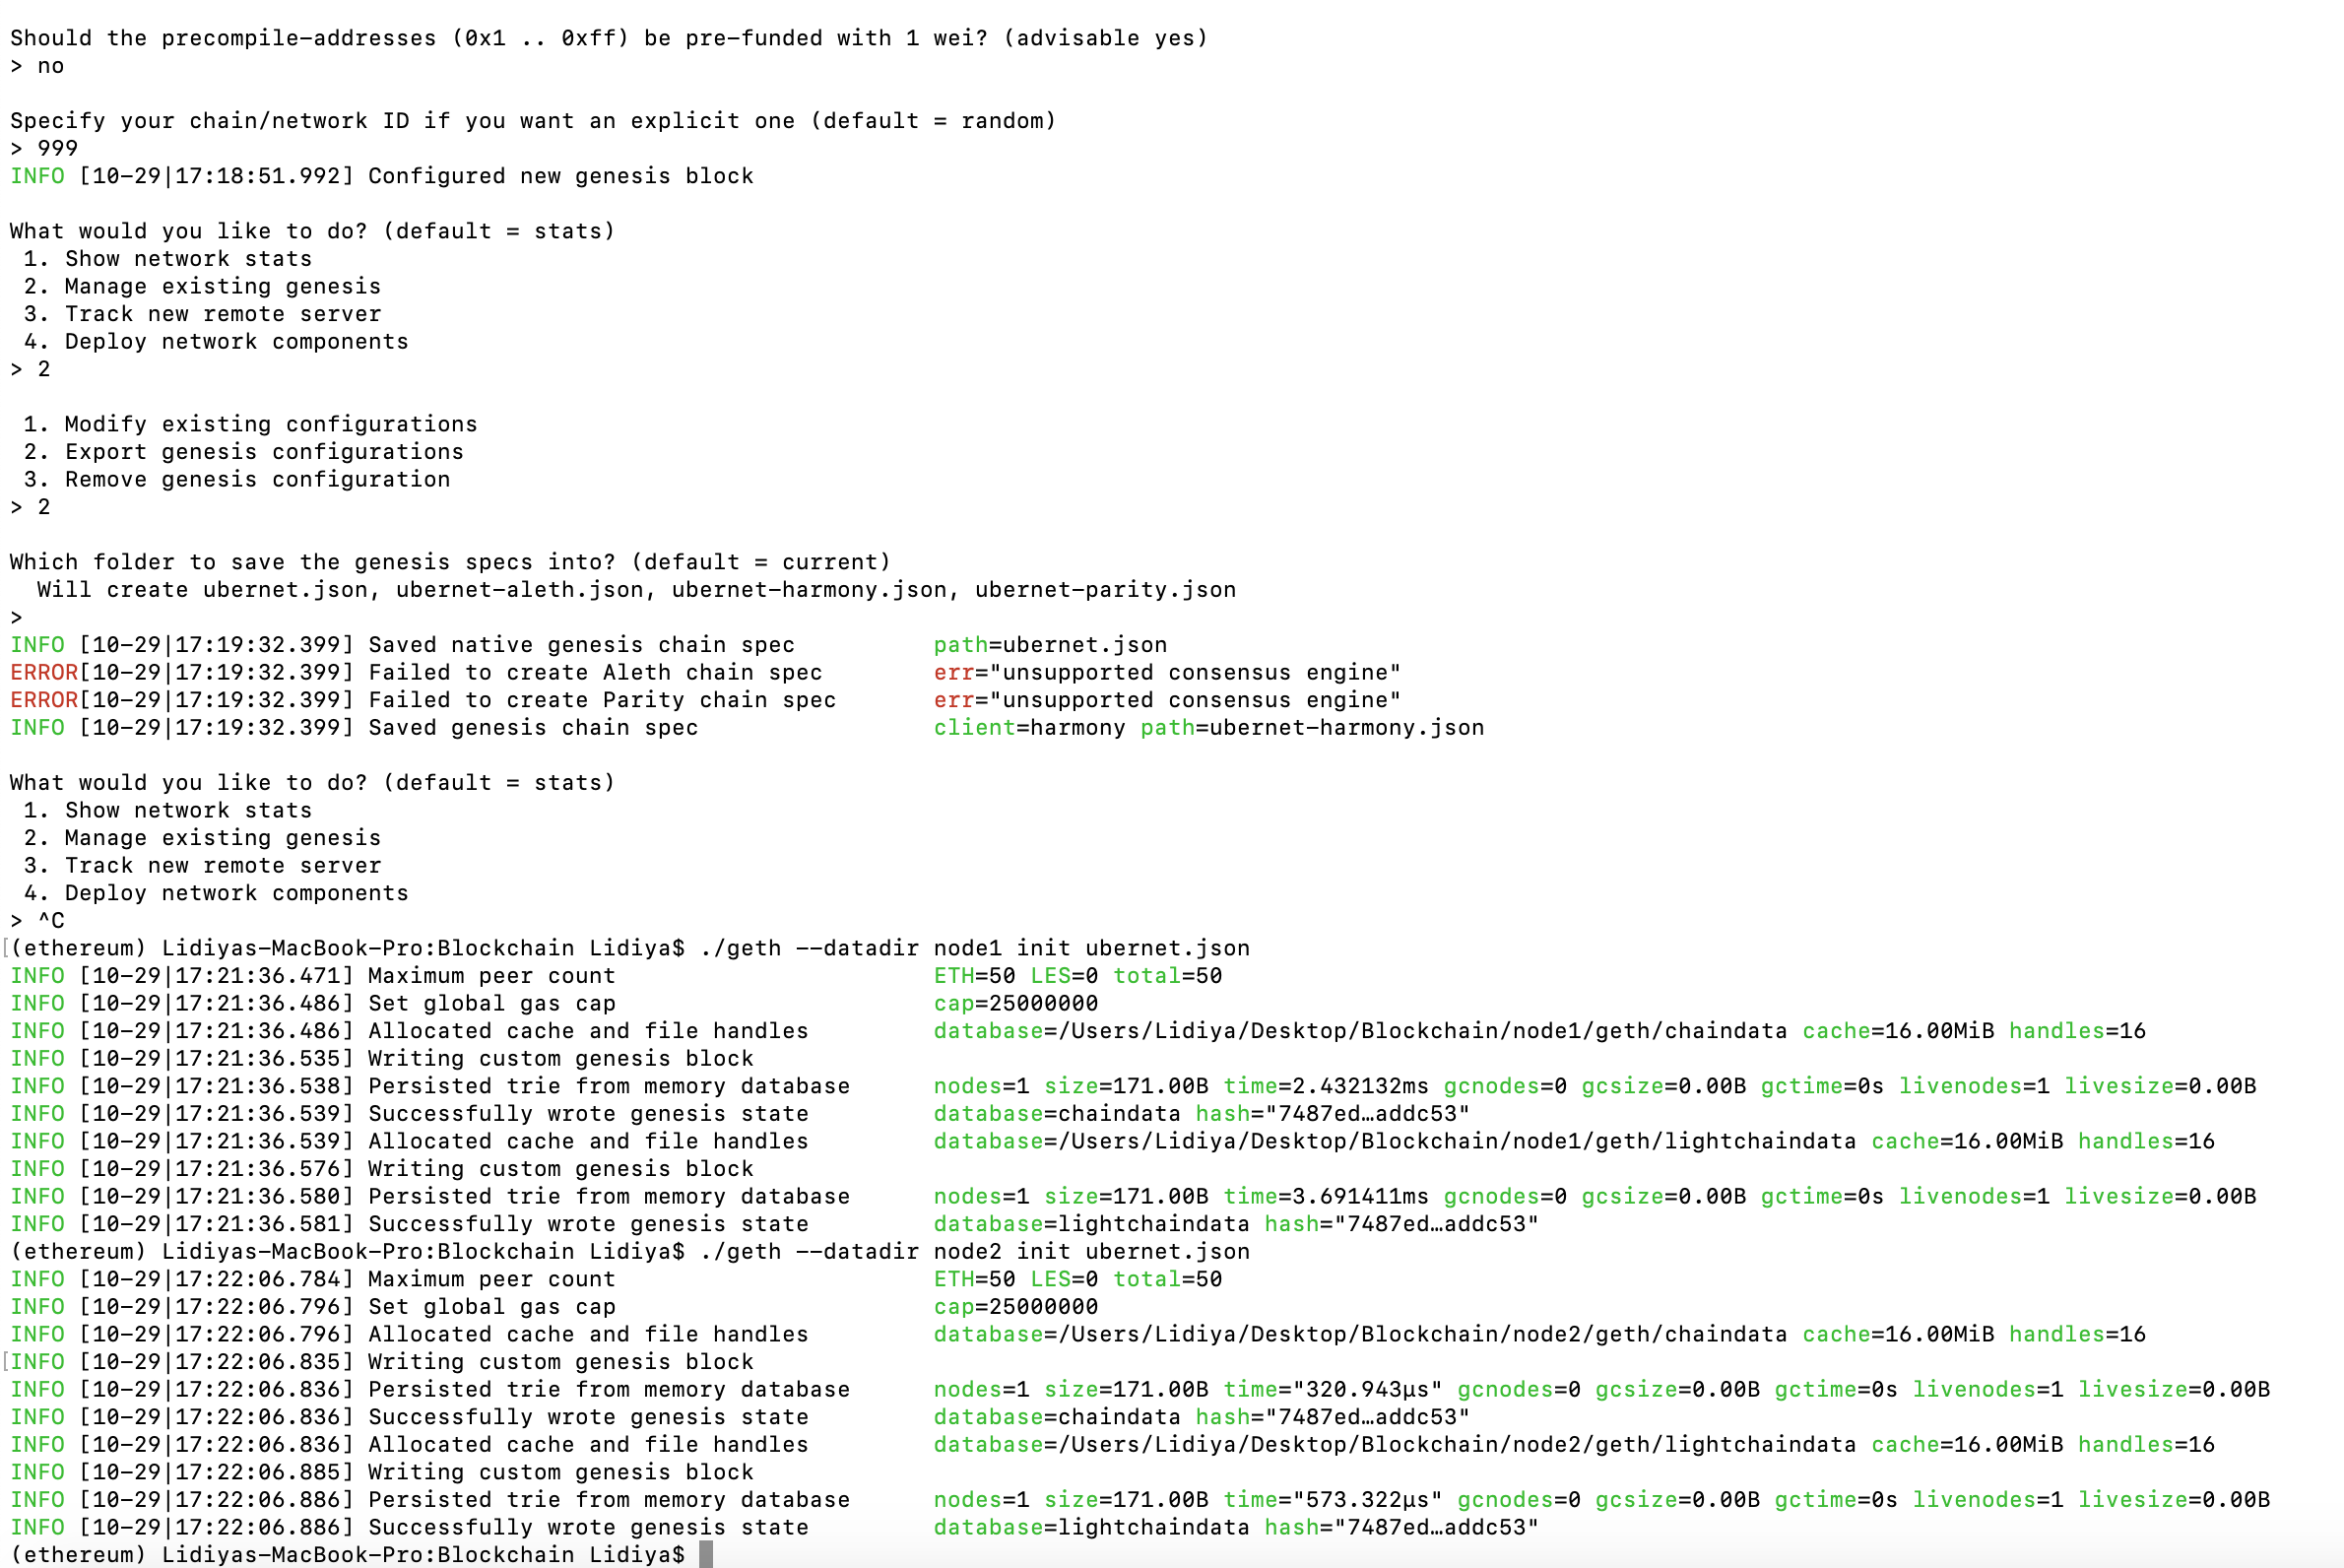 Should the precompile-addresses (0x1 .. 0xff) be pre-funded with 1 wei? (advisable yes)
> no

Specify your chain/network ID if you want an explicit one (default = random)
> 999
INFO [10-29|17:18:51.992] Configured new genesis block

What would you like to do? (default = stats)
 1. Show network stats
 2. Manage existing genesis
 3. Track new remote server
 4. Deploy network components
> 2

 1. Modify existing configurations
 2. Export genesis configurations
 3. Remove genesis configuration
> 2

Which folder to save the genesis specs into? (default = current)
  Will create ubernet.json, ubernet-aleth.json, ubernet-harmony.json, ubernet-parity.json
>
INFO [10-29|17:19:32.399] Saved native genesis chain spec          path=ubernet.json
ERROR[10-29|17:19:32.399] Failed to create Aleth chain spec        err="unsupported consensus engine"
ERROR[10-29|17:19:32.399] Failed to create Parity chain spec       err="unsupported consensus engine"
INFO [10-29|17:19:32.399] Saved genesis chain spec                 client=harmony path=ubernet-harmony.json

What would you like to do? (default = stats)
 1. Show network stats
 2. Manage existing genesis
 3. Track new remote server
 4. Deploy network components
> ^C
[(ethereum) Lidiyas-MacBook-Pro:Blockchain Lidiya$ ./geth --datadir node1 init ubernet.json
INFO [10-29|17:21:36.471] Maximum peer count                       ETH=50 LES=0 total=50
INFO [10-29|17:21:36.486] Set global gas cap                       cap=25000000
INFO [10-29|17:21:36.486] Allocated cache and file handles         database=/Users/Lidiya/Desktop/Blockchain/node1/geth/chaindata cache=16.00MiB handles=16
INFO [10-29|17:21:36.535] Writing custom genesis block
INFO [10-29|17:21:36.538] Persisted trie from memory database      nodes=1 size=171.00B time=2.432132ms gcnodes=0 gcsize=0.00B gctime=0s livenodes=1 livesize=0.00B
INFO [10-29|17:21:36.539] Successfully wrote genesis state         database=chaindata hash="7487ed…addc53"
INFO [10-29|17:21:36.539] Allocated cache and file handles         database=/Users/Lidiya/Desktop/Blockchain/node1/geth/lightchaindata cache=16.00MiB handles=16
INFO [10-29|17:21:36.576] Writing custom genesis block
INFO [10-29|17:21:36.580] Persisted trie from memory database      nodes=1 size=171.00B time=3.691411ms gcnodes=0 gcsize=0.00B gctime=0s livenodes=1 livesize=0.00B
INFO [10-29|17:21:36.581] Successfully wrote genesis state         database=lightchaindata hash="7487ed…addc53"
(ethereum) Lidiyas-MacBook-Pro:Blockchain Lidiya$ ./geth --datadir node2 init ubernet.json
INFO [10-29|17:22:06.784] Maximum peer count                       ETH=50 LES=0 total=50
INFO [10-29|17:22:06.796] Set global gas cap                       cap=25000000
INFO [10-29|17:22:06.796] Allocated cache and file handles         database=/Users/Lidiya/Desktop/Blockchain/node2/geth/chaindata cache=16.00MiB handles=16
[INFO [10-29|17:22:06.835] Writing custom genesis block
INFO [10-29|17:22:06.836] Persisted trie from memory database      nodes=1 size=171.00B time="320.943µs" gcnodes=0 gcsize=0.00B gctime=0s livenodes=1 livesize=0.00B
INFO [10-29|17:22:06.836] Successfully wrote genesis state         database=chaindata hash="7487ed…addc53"
INFO [10-29|17:22:06.836] Allocated cache and file handles         database=/Users/Lidiya/Desktop/Blockchain/node2/geth/lightchaindata cache=16.00MiB handles=16
INFO [10-29|17:22:06.885] Writing custom genesis block
INFO [10-29|17:22:06.886] Persisted trie from memory database      nodes=1 size=171.00B time="573.322µs" gcnodes=0 gcsize=0.00B gctime=0s livenodes=1 livesize=0.00B
INFO [10-29|17:22:06.886] Successfully wrote genesis state         database=lightchaindata hash="7487ed…addc53"
(ethereum) Lidiyas-MacBook-Pro:Blockchain Lidiya$